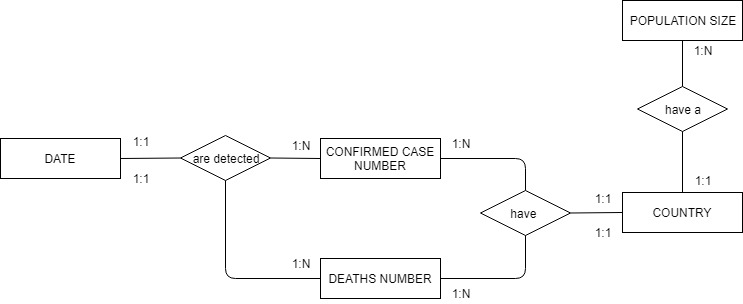 POPULATION SIZE
1:N
have a
1:1
DATE
1:1
1:1
are detected
1:N
CONFIRMED CASE
NUMBER
1:N
have
1:1
1:1
COUNTRY
1:N
DEATHS NUMBER
1:N